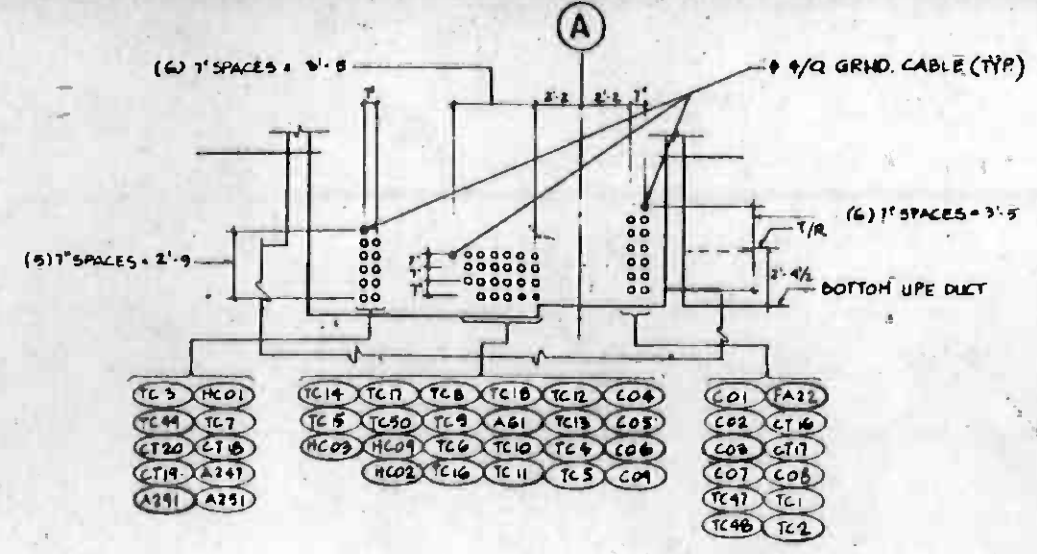 A
(6) 7" SPACES = 3'-5
4/0 GRND. CABLE (TYP.)
7" 2'-2 2'-2 7"
(6) 7" SPACES = 3'-5
T/R
(5) 7" SPACES = 2'-9
7"
7"
7"
2'-4½
BOTTOM UPE DUCT
TC3 HC01
TC49 TC7
CT20 CT18
CT19 A247
A291 A251
TC14 TC17 TC8 TC18 TC12 C04
TC15 TC50 TC9 A61 TC13 C05
HC03 HC09 TC6 TC10 TC4 C06
HC02 TC16 TC11 TC5 C09
C01 FA22
C02 CT16
C03 CT17
C07 C08
TC47 TC1
TC48 TC2